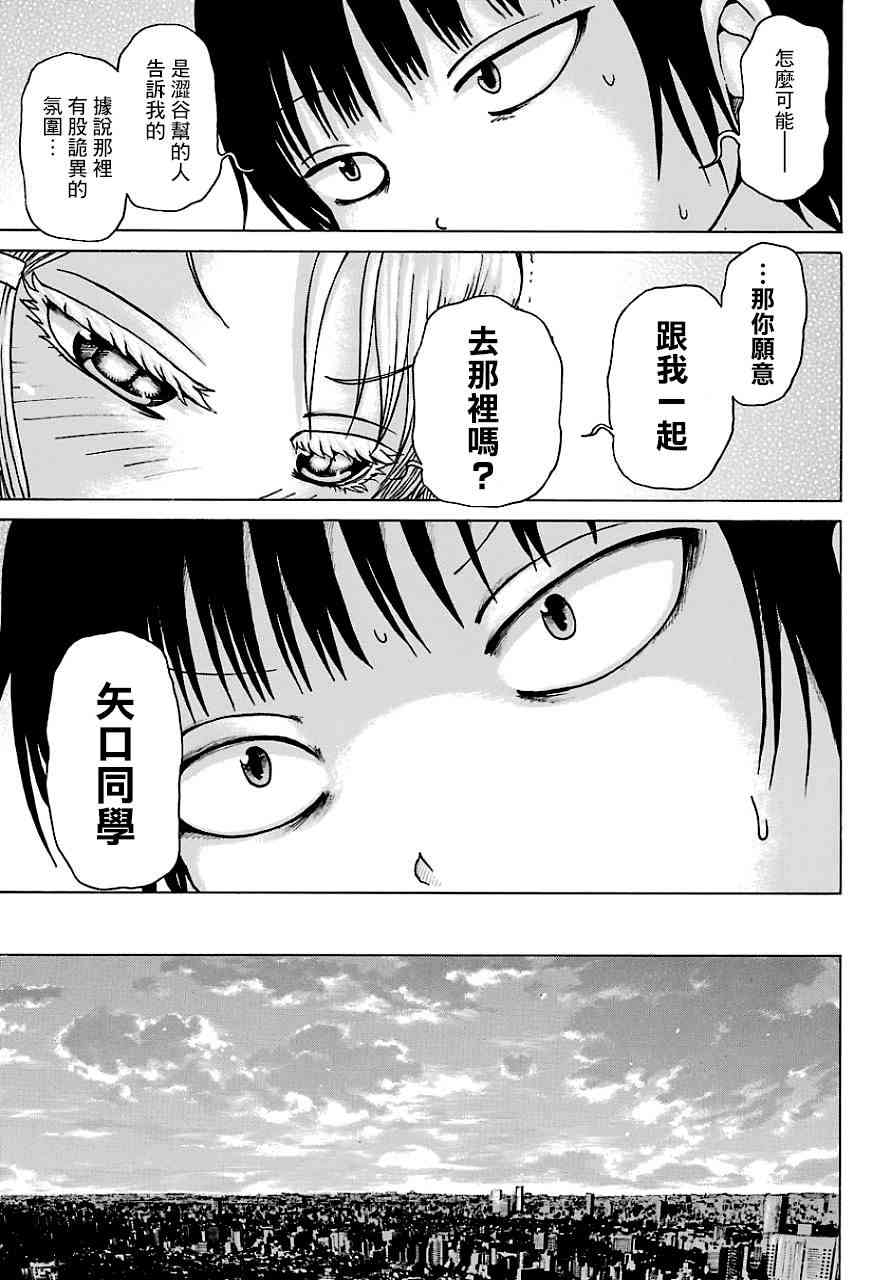 怎麼可能——
是澀谷幫的人
告訴我的
據說那裡
有股詭異的
氛圍…
…那你願意
跟我一起
去那裡嗎？
矢口同學